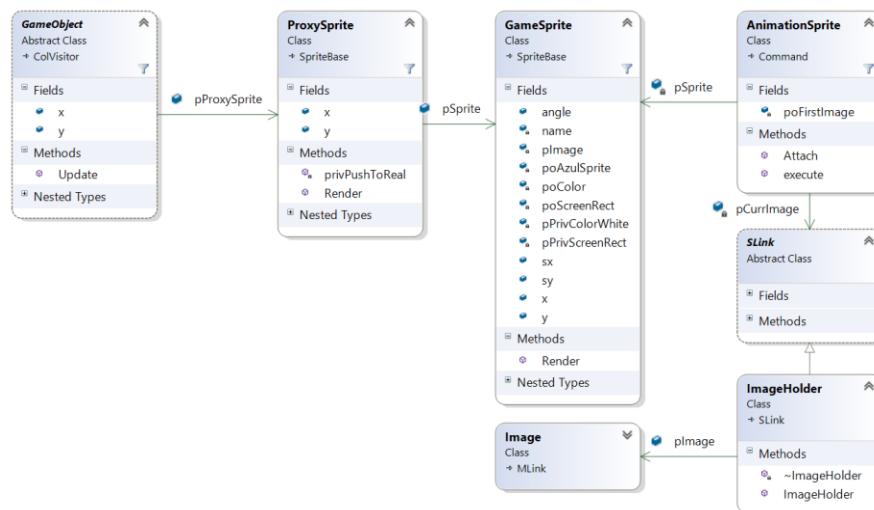 GameObject
Abstract Class
→ ColVisitor
Fields
x
y
Methods
Update
Nested Types
pProxySprite
ProxySprite
Class
→ SpriteBase
Fields
x
y
Methods
privPushToReal
Render
Nested Types
pSprite
GameSprite
Class
→ SpriteBase
Fields
angle
name
pImage
poAzulSprite
poColor
poScreenRect
pPrivColorWhite
pPrivScreenRect
sx
sy
x
y
Methods
Render
Nested Types
pSprite
AnimationSprite
Class
→ Command
Fields
poFirstImage
Methods
Attach
execute
pCurrImage
SLink
Abstract Class
Fields
Methods
ImageHolder
Class
→ SLink
Methods
~ImageHolder
ImageHolder
pImage
Image
Class
→ MLink